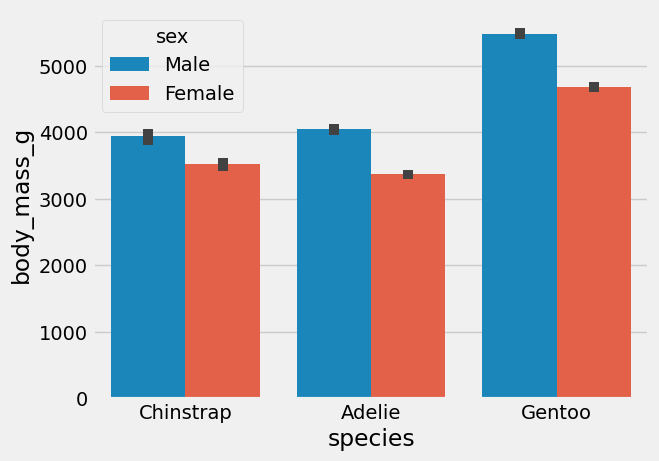 sex
Male
Female
body_mass_g
5000
4000
3000
2000
1000
0
Chinstrap
Adelie
Gentoo
species